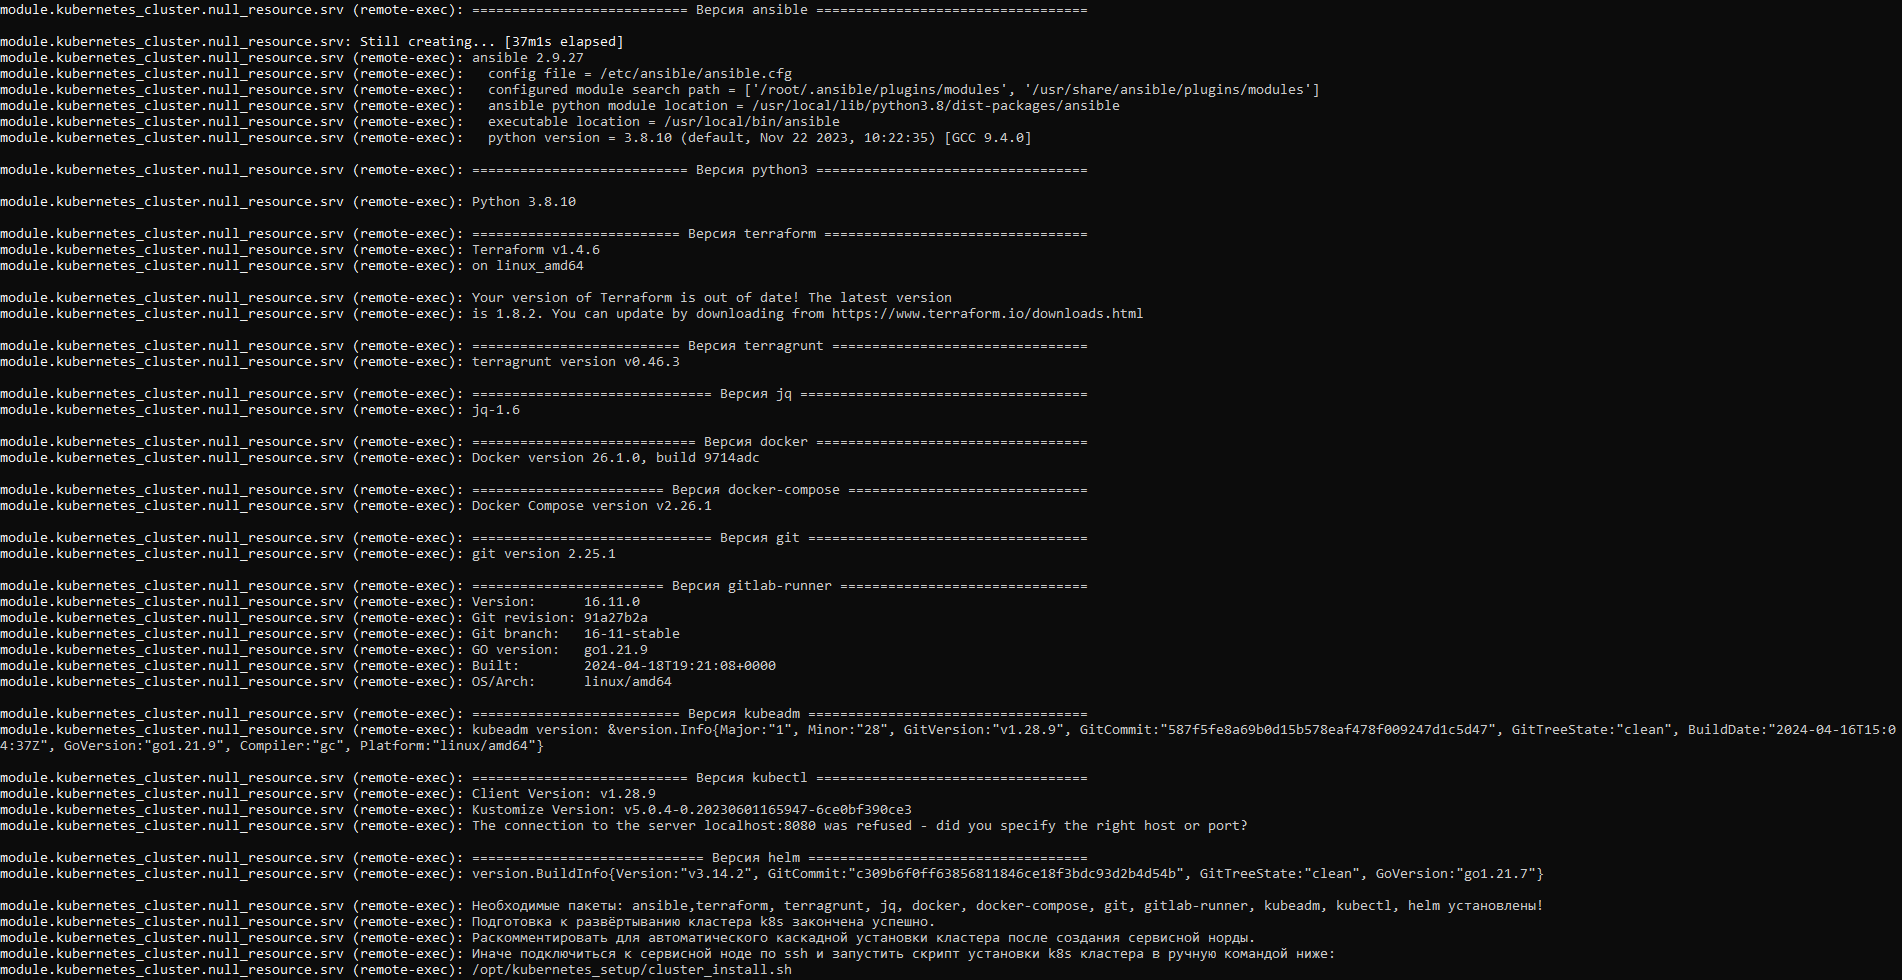 module.kubernetes_cluster.null_resource.srv (remote-exec): =========================== Версия ansible ==================================
module.kubernetes_cluster.null_resource.srv: Still creating... [37m1s elapsed]
module.kubernetes_cluster.null_resource.srv (remote-exec): ansible 2.9.27
module.kubernetes_cluster.null_resource.srv (remote-exec):   config file = /etc/ansible/ansible.cfg
module.kubernetes_cluster.null_resource.srv (remote-exec):   configured module search path = ['/root/.ansible/plugins/modules', '/usr/share/ansible/plugins/modules']
module.kubernetes_cluster.null_resource.srv (remote-exec):   ansible python module location = /usr/local/lib/python3.8/dist-packages/ansible
module.kubernetes_cluster.null_resource.srv (remote-exec):   executable location = /usr/local/bin/ansible
module.kubernetes_cluster.null_resource.srv (remote-exec):   python version = 3.8.10 (default, Nov 22 2023, 10:22:35) [GCC 9.4.0]
module.kubernetes_cluster.null_resource.srv (remote-exec): =========================== Версия python3 ==================================
module.kubernetes_cluster.null_resource.srv (remote-exec): Python 3.8.10
module.kubernetes_cluster.null_resource.srv (remote-exec): ========================== Версия terraform =================================
module.kubernetes_cluster.null_resource.srv (remote-exec): Terraform v1.4.6
module.kubernetes_cluster.null_resource.srv (remote-exec): on linux_amd64
module.kubernetes_cluster.null_resource.srv (remote-exec): Your version of Terraform is out of date! The latest version
module.kubernetes_cluster.null_resource.srv (remote-exec): is 1.8.2. You can update by downloading from https://www.terraform.io/downloads.html
module.kubernetes_cluster.null_resource.srv (remote-exec): ========================== Версия terragrunt ================================
module.kubernetes_cluster.null_resource.srv (remote-exec): terragrunt version v0.46.3
module.kubernetes_cluster.null_resource.srv (remote-exec): ============================== Версия jq ====================================
module.kubernetes_cluster.null_resource.srv (remote-exec): jq-1.6
module.kubernetes_cluster.null_resource.srv (remote-exec): ============================ Версия docker ==================================
module.kubernetes_cluster.null_resource.srv (remote-exec): Docker version 26.1.0, build 9714adc
module.kubernetes_cluster.null_resource.srv (remote-exec): ======================== Версия docker-compose ==============================
module.kubernetes_cluster.null_resource.srv (remote-exec): Docker Compose version v2.26.1
module.kubernetes_cluster.null_resource.srv (remote-exec): ============================== Версия git ===================================
module.kubernetes_cluster.null_resource.srv (remote-exec): git version 2.25.1
module.kubernetes_cluster.null_resource.srv (remote-exec): ======================== Версия gitlab-runner ===============================
module.kubernetes_cluster.null_resource.srv (remote-exec): Version:      16.11.0
module.kubernetes_cluster.null_resource.srv (remote-exec): Git revision: 91a27b2a
module.kubernetes_cluster.null_resource.srv (remote-exec): Git branch:   16-11-stable
module.kubernetes_cluster.null_resource.srv (remote-exec): GO version:   go1.21.9
module.kubernetes_cluster.null_resource.srv (remote-exec): Built:        2024-04-18T19:21:08+0000
module.kubernetes_cluster.null_resource.srv (remote-exec): OS/Arch:      linux/amd64
module.kubernetes_cluster.null_resource.srv (remote-exec): ========================== Версия kubeadm ===================================
module.kubernetes_cluster.null_resource.srv (remote-exec): kubeadm version: &version.Info{Major:"1", Minor:"28", GitVersion:"v1.28.9", GitCommit:"587f5fe8a69b0d15b578eaf478f009247d1c5d47", GitTreeState:"clean", BuildDate:"2024-04-16T15:0
4:37Z", GoVersion:"go1.21.9", Compiler:"gc", Platform:"linux/amd64"}
module.kubernetes_cluster.null_resource.srv (remote-exec): =========================== Версия kubectl ==================================
module.kubernetes_cluster.null_resource.srv (remote-exec): Client Version: v1.28.9
module.kubernetes_cluster.null_resource.srv (remote-exec): Kustomize Version: v5.0.4-0.20230601165947-6ce0bf390ce3
module.kubernetes_cluster.null_resource.srv (remote-exec): The connection to the server localhost:8080 was refused - did you specify the right host or port?
module.kubernetes_cluster.null_resource.srv (remote-exec): ============================= Версия helm ===================================
module.kubernetes_cluster.null_resource.srv (remote-exec): version.BuildInfo{Version:"v3.14.2", GitCommit:"c309b6f0ff63856811846ce18f3bdc93d2b4d54b", GitTreeState:"clean", GoVersion:"go1.21.7"}
module.kubernetes_cluster.null_resource.srv (remote-exec): Необходимые пакеты: ansible,terraform, terragrunt, jq, docker, docker-compose, git, gitlab-runner, kubeadm, kubectl, helm установлены!
module.kubernetes_cluster.null_resource.srv (remote-exec): Подготовка к развёртыванию кластера k8s закончена успешно.
module.kubernetes_cluster.null_resource.srv (remote-exec): Раскомментировать для автоматического каскадной установки кластера после создания сервисной норды.
module.kubernetes_cluster.null_resource.srv (remote-exec): Иначе подключиться к сервисной ноде по ssh и запустить скрипт установки k8s кластера в ручную командой ниже:
module.kubernetes_cluster.null_resource.srv (remote-exec): /opt/kubernetes_setup/cluster_install.sh